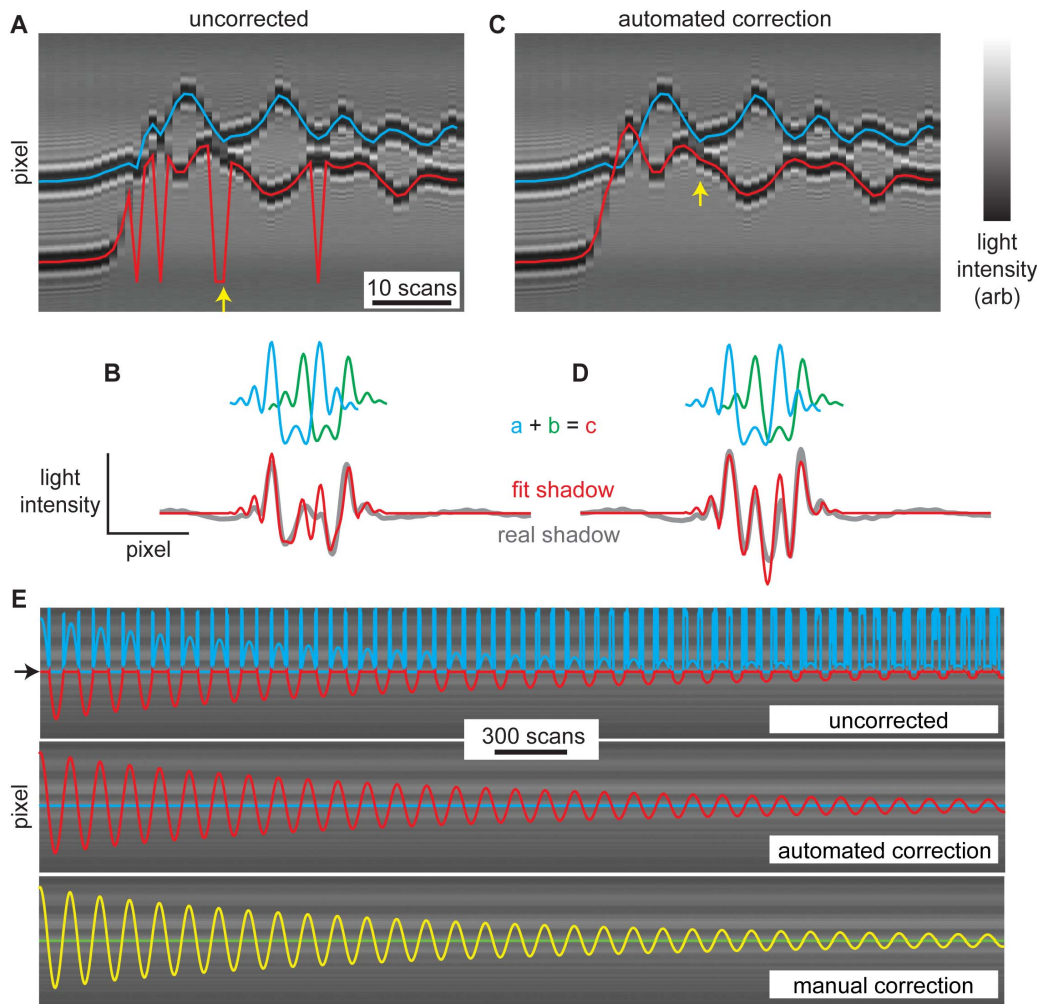 A
uncorrected
C
automated correction
pixel
10 scans
light
intensity
(arb)
B
D
a + b = c
light
intensity
fit shadow
real shadow
pixel
E
uncorrected
300 scans
pixel
automated correction
manual correction